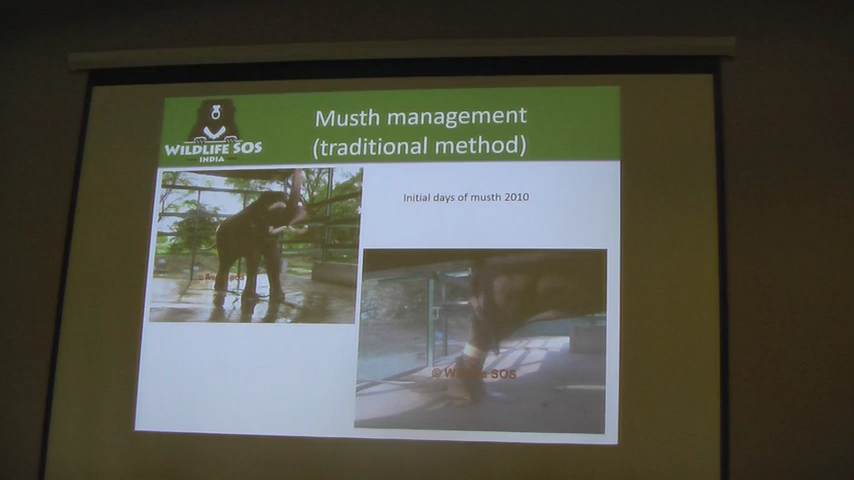 Musth management
(traditional method)
WILDLIFE SOS
INDIA
Initial days of musth 2010
© Wildlife SOS